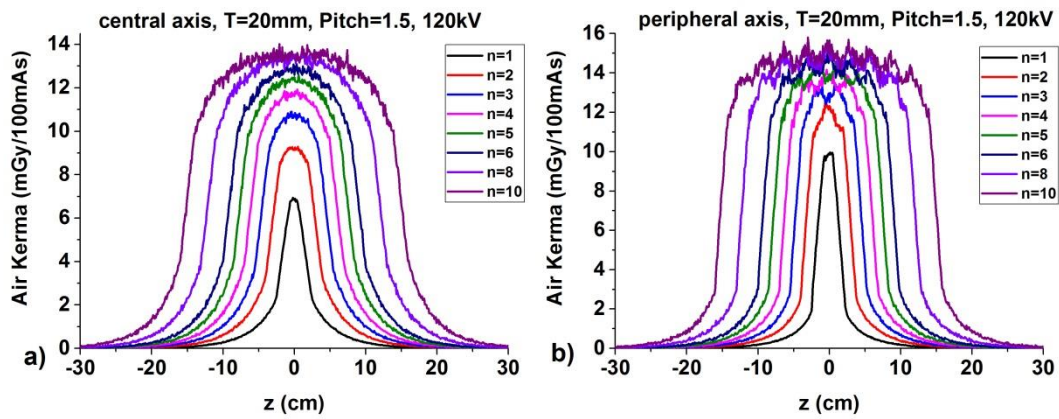 central axis, T=20mm, Pitch=1.5, 120kV
14
12
10
8
6
4
2
0
Air Kerma (mGy/100mAs)
n=1
n=2
n=3
n=4
n=5
n=6
n=8
n=10
-30 -20 -10 0 10 20 30
z (cm)
a)
peripheral axis, T=20mm, Pitch=1.5, 120kV
16
14
12
10
8
6
4
2
0
Air Kerma (mGy/100mAs)
n=1
n=2
n=3
n=4
n=5
n=6
n=8
n=10
-30 -20 -10 0 10 20 30
z (cm)
b)